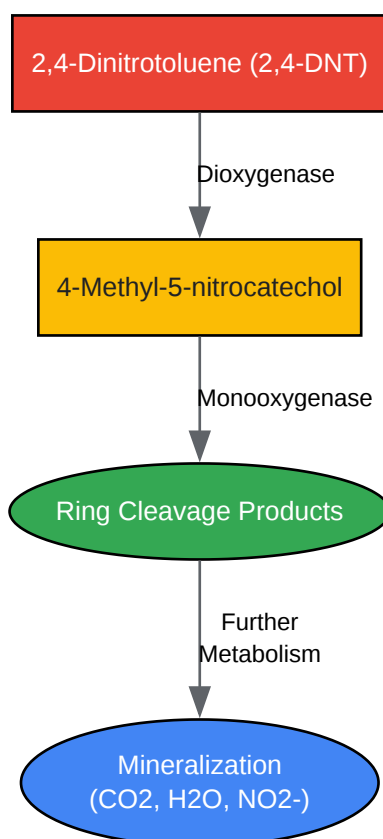 2,4-Dinitrotoluene (2,4-DNT)
Dioxygenase
4-Methyl-5-nitrocatechol
Monooxygenase
Ring Cleavage Products
Further
Metabolism
Mineralization
(CO2, H2O, NO2-)